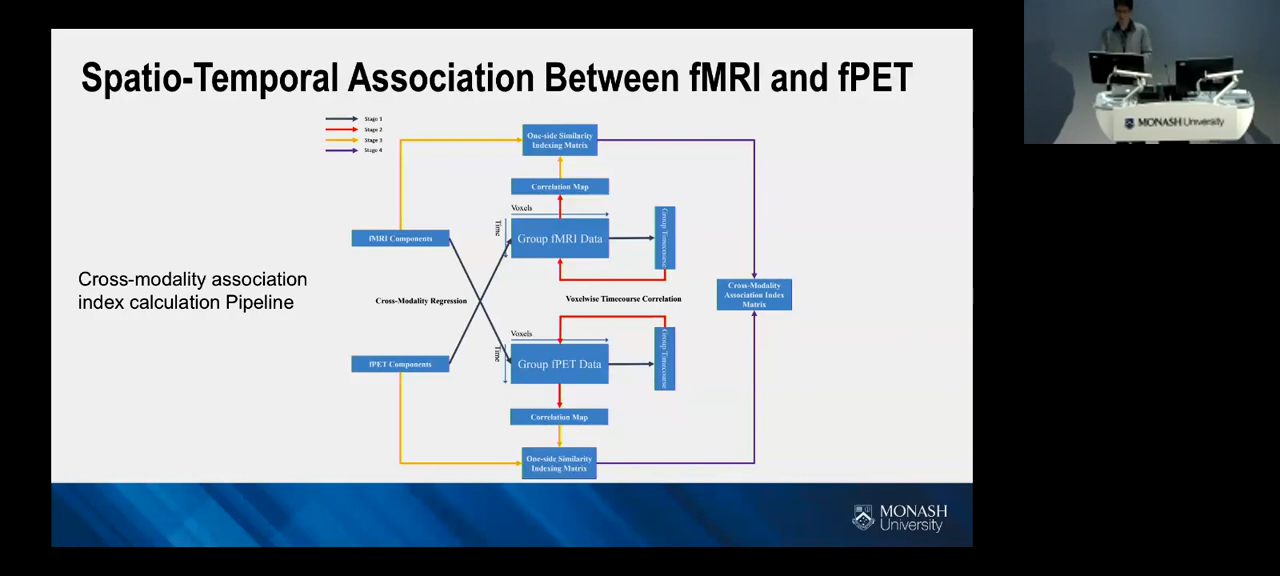 Spatio-Temporal Association Between fMRI and fPET
Stage 1
Stage 2
Stage 3
Stage 4
One-side Similarity
Indexing Matrix
Correlation Map
Voxels
Time
Group fMRI Data
Group Timecourse
fMRI Components
Cross-modality association
index calculation Pipeline
Cross-Modality Regression
Voxelwise Timecourse Correlation
Cross-Modality
Association Index
Matrix
Voxels
Time
Group fPET Data
Group Timecourse
fPET Components
Correlation Map
One-side Similarity
Indexing Matrix
MONASH
University
MONASH University